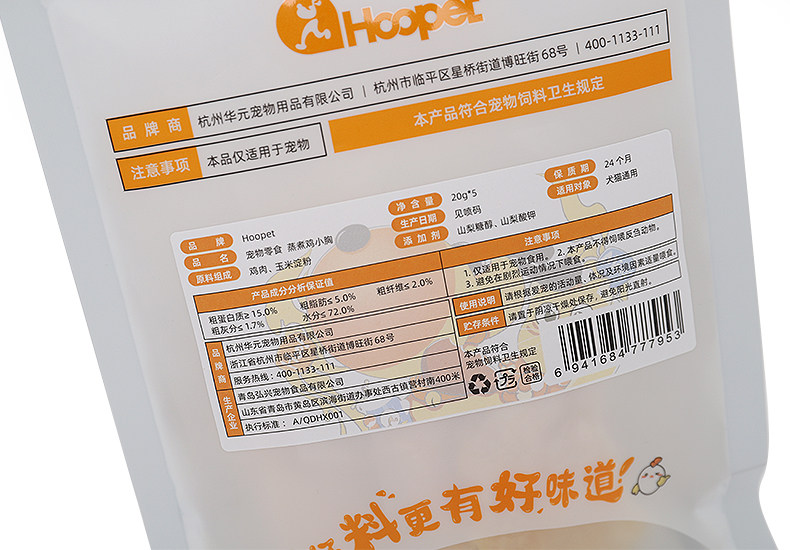 Hoopet
品牌商 杭州华元宠物用品有限公司 | 杭州市临平区星桥街道博旺街68号 | 400-1133-111
注意事项 本品仅适用于宠物 本产品符合宠物饲料卫生规定
品牌 Hoopet
品名 宠物零食 蒸煮鸡小胸
原料组成 鸡肉、玉米淀粉
净含量 20g*5
生产日期 见喷码
添加剂 山梨糖醇、山梨酸钾
保质期 24个月
适用对象 犬猫通用
产品成分分析保证值
粗蛋白质≥15.0% 粗脂肪≤5.0% 粗纤维≤2.0%
粗灰分≤1.7% 水分≤72.0%
注意事项
1. 仅适用于宠物食用。 2. 本产品不得饲喂反刍动物。
3. 避免在剧烈运动情况下喂食。
使用说明 请根据爱宠的活动量、体况及环境因素适量喂食。
贮存条件 请置于阴冷干燥处保存，避免阳光直射。
品牌商
杭州华元宠物用品有限公司
浙江省杭州市临平区星桥街道博旺街68号
服务热线：400-1133-111
生产企业
青岛弘兴宠物食品有限公司
山东省青岛市黄岛区滨海街道办事处西古镇营村南400米
执行标准： A/QDHX001
本产品符合
宠物饲料卫生规定
プラ
检验
合格
6 941684 777953
料更有好味道!